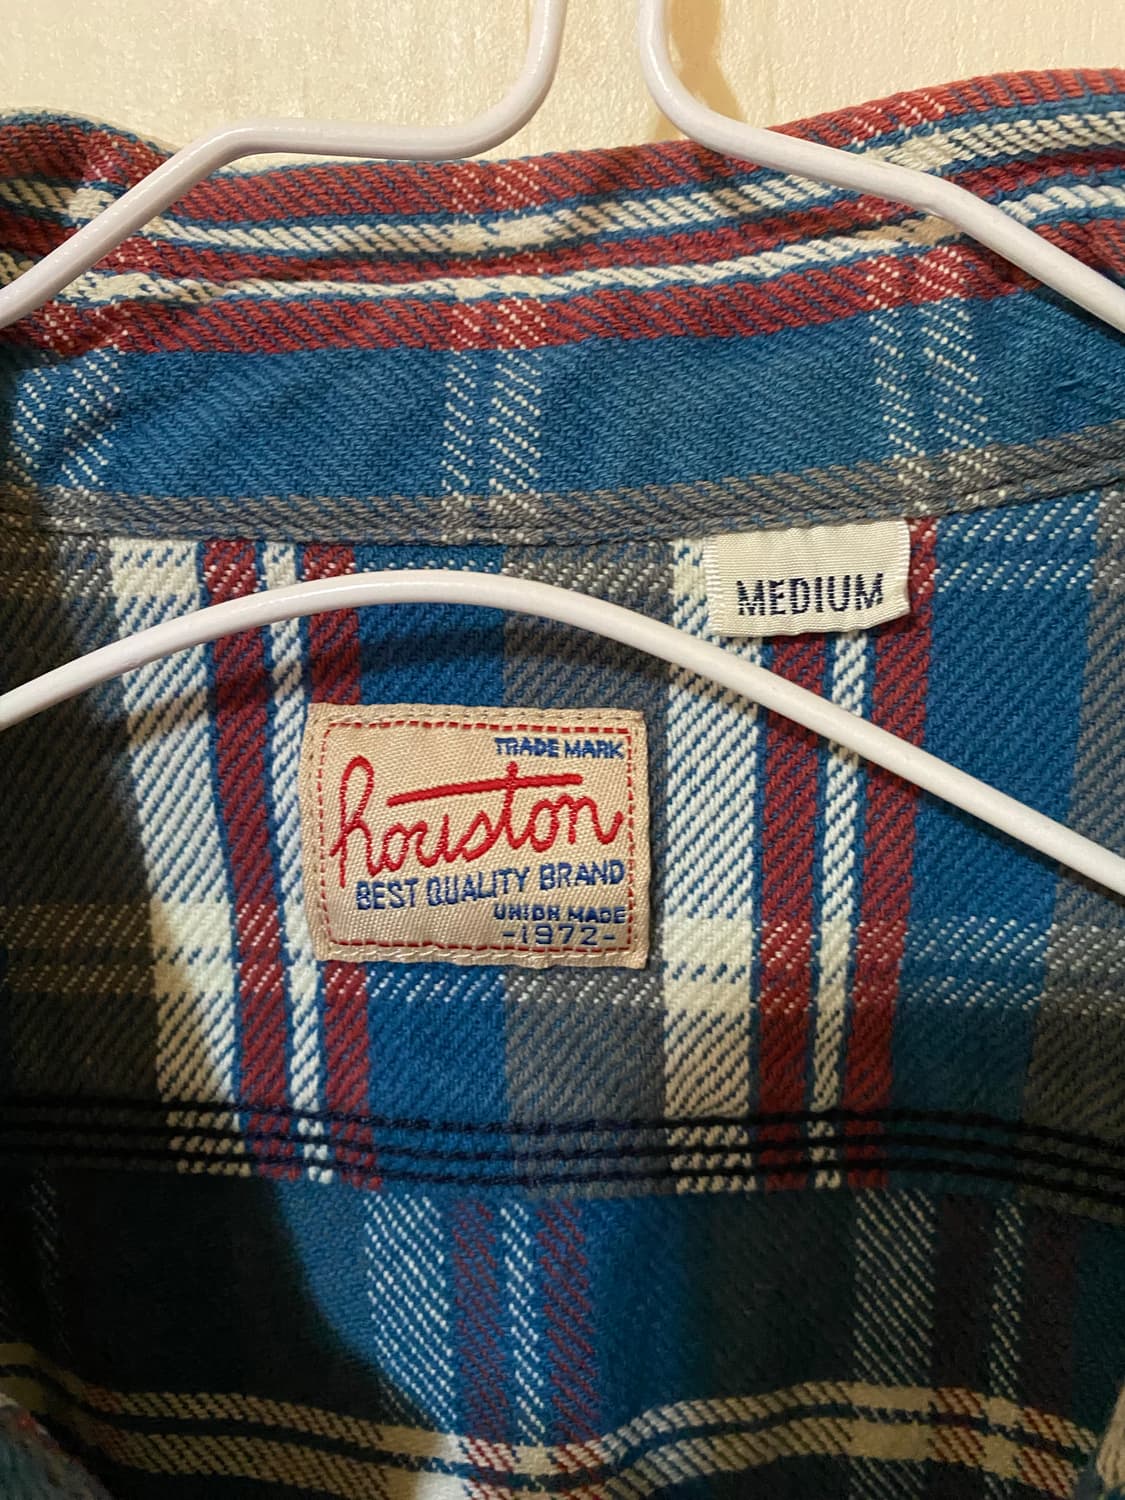 MEDIUM
TRADE MARK
houston
BEST QUALITY BRAND
UNION MADE
-1972-